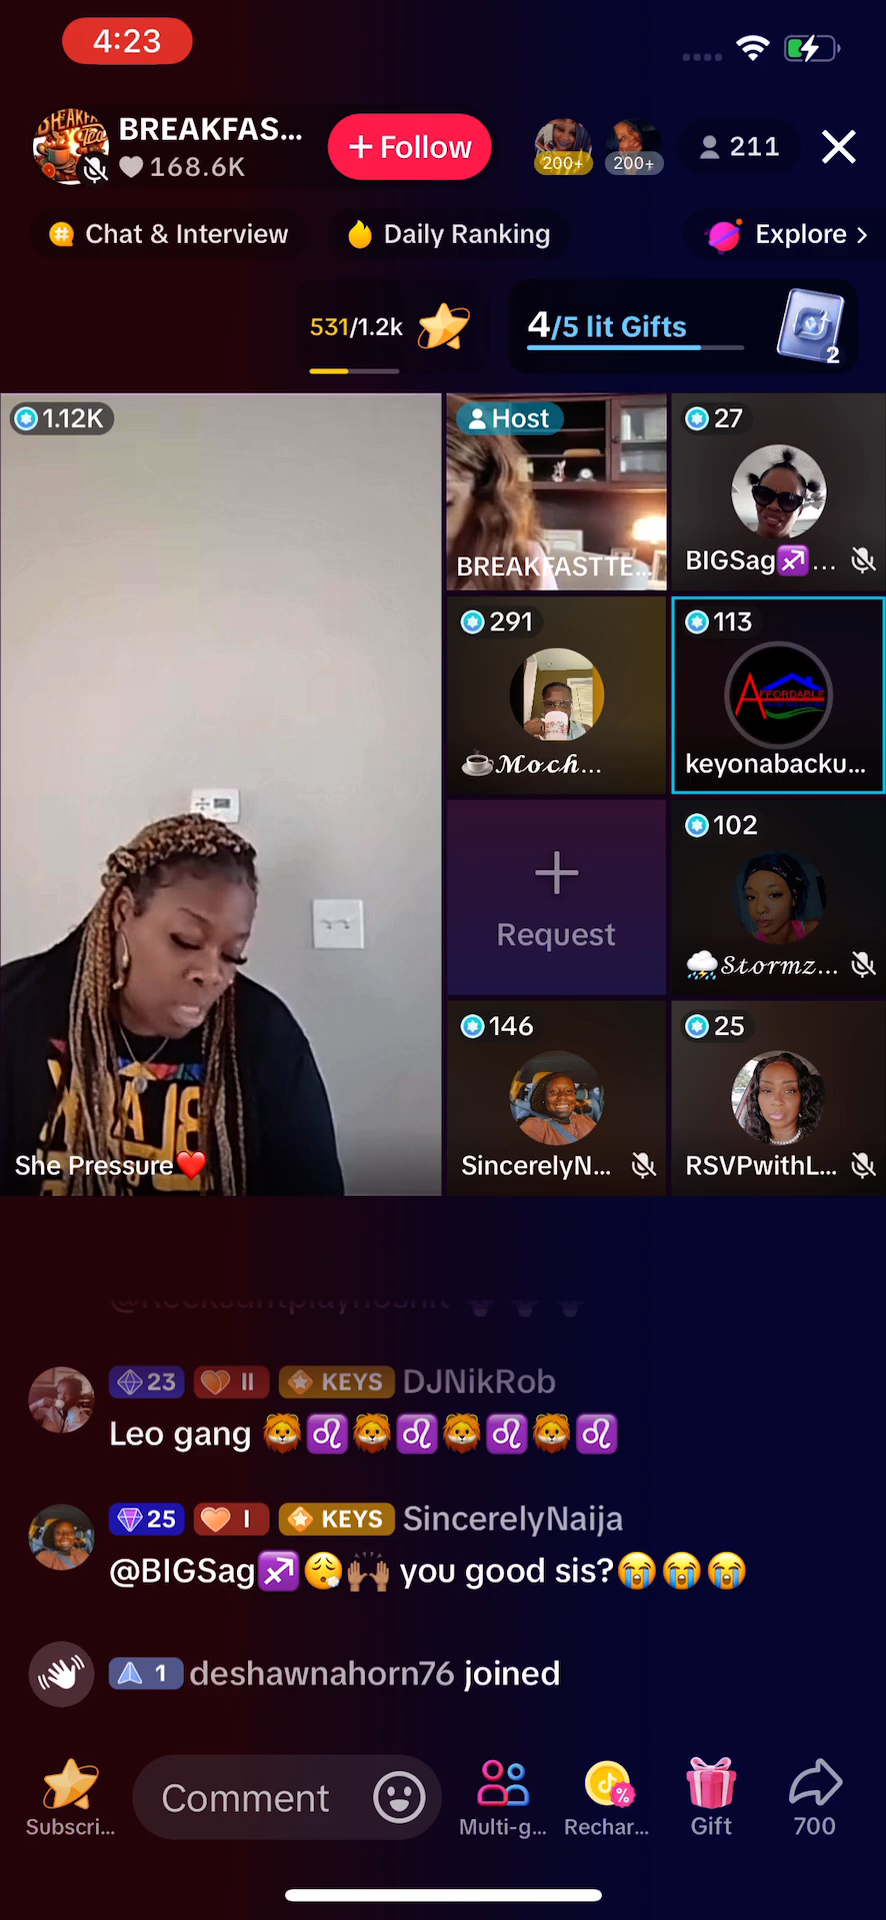 4:23
BREAKFAS...
168.6K
+ Follow
200+
200+
211
Chat & Interview
Daily Ranking
Explore >
531/1.2k
4/5 lit Gifts
2
1.12K
Host
27
BREAKFASTTE...
BIGSag♐...
291
113
AFFORDABLE
☕𝓜𝓸𝓬𝓱...
keyonabacku...
102
Request
⛈️𝓢𝓽𝓸𝓻𝓶𝔃...
146
25
She Pressure❤️
SincerelyN...
RSVPwithL...
23 II KEYS DJNikRob
Leo gang 🦁♌🦁♌🦁♌🦁♌
25 I KEYS SincerelyNaija
@BIGSag♐😮‍💨🙌🏾 you good sis?😭😭😭
1 deshawnahorn76 joined
Comment
Subscri...
Multi-g...
Rechar...
Gift
700